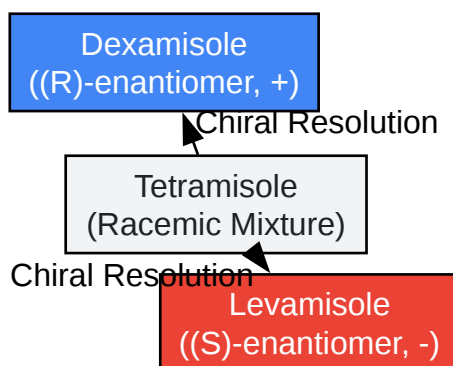 Dexamisole
((R)-enantiomer, +)
Chiral Resolution
Tetramisole
(Racemic Mixture)
Chiral Resolution
Levamisole
((S)-enantiomer, -)